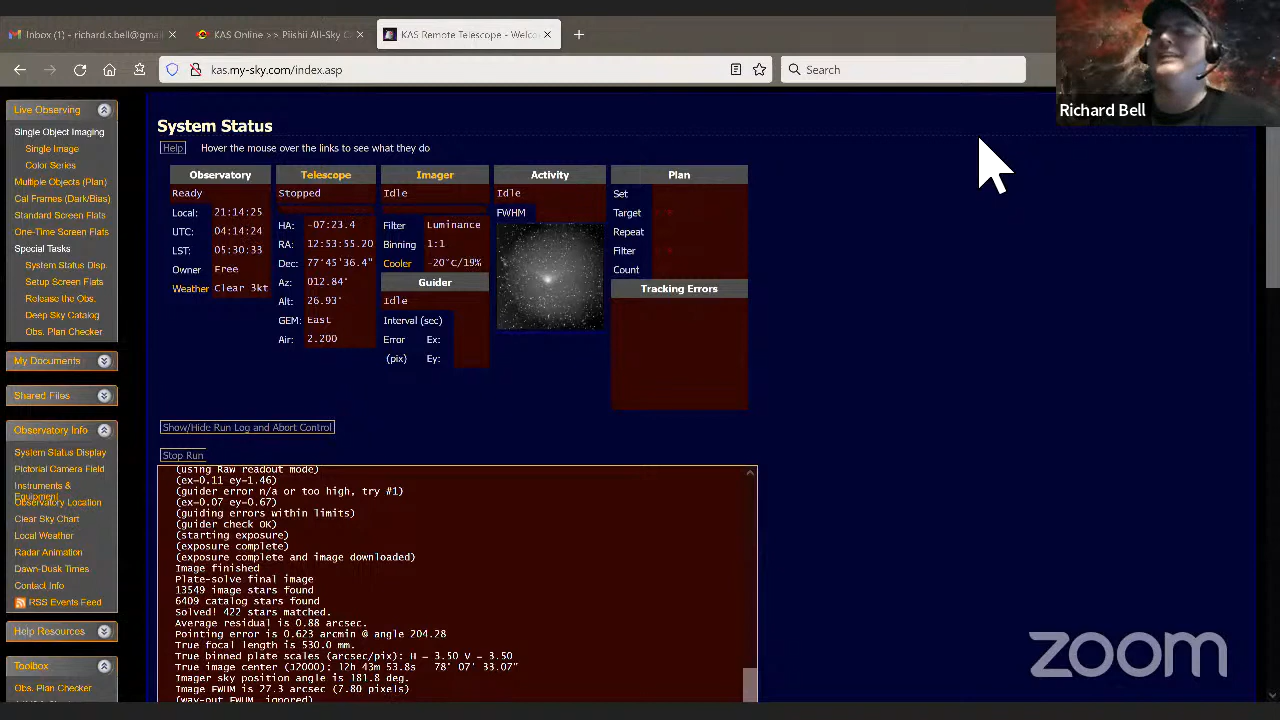 Inbox (1) - richard.s.bell@gmai
KAS Online >> Piishii All-Sky C
KAS Remote Telescope - Welco
kas.my-sky.com/index.asp
Search
Richard Bell
Live Observing
Single Object Imaging
Single Image
Color Series
Multiple Objects (Plan)
Cal Frames (Dark/Bias)
Standard Screen Flats
One-Time Screen Flats
Special Tasks
System Status Disp.
Setup Screen Flats
Release the Obs.
Deep Sky Catalog
Obs. Plan Checker
My Documents
Shared Files
Observatory Info
System Status Display
Pictorial Camera Field
Instruments & Equipment
Observatory Location
Clear Sky Chart
Local Weather
Radar Animation
Dawn-Dusk Times
Contact Info
RSS Events Feed
Help Resources
Toolbox
Obs. Plan Checker
System Status
Help Hover the mouse over the links to see what they do
Observatory
Ready
Local: 21:14:25
UTC: 04:14:24
LST: 05:30:33
Owner Free
Weather Clear 3kt
Telescope
Stopped
HA: -07:23.4
RA: 12:53:55.20
Dec: 77°45'36.4"
Az: 012.84°
Alt: 26.93°
GEM: East
Air: 2.200
Imager
Idle
Filter Luminance
Binning 1:1
Cooler -20°C/19%
Guider
Idle
Interval (sec)
Error Ex:
(pix) Ey:
Activity
Idle
FWHM
Plan
Set
Target
Repeat
Filter
Count
Tracking Errors
Show/Hide Run Log and Abort Control
Stop Run
(using Raw readout mode)
(ex-0.11 ey-1.46)
(guider error n/a or too high, try #1)
(ex-0.07 ey-0.67)
(guiding errors within limits)
(guider check OK)
(starting exposure)
(exposure complete)
(exposure complete and image downloaded)
Image finished
Plate-solve final image
13549 image stars found
6409 catalog stars found
Solved! 422 stars matched.
Average residual is 0.88 arcsec.
Pointing error is 0.623 arcmin @ angle 204.28
True focal length is 530.0 mm.
True binned plate scales (arcsec/pix): H = 3.50 V = 3.50
True image center (J2000): 12h 43m 53.8s 78° 07' 33.07"
Imager sky position angle is 181.8 deg.
Image FWHM is 27.3 arcsec (7.80 pixels)
(way-out FWHM, ignored)
zoom